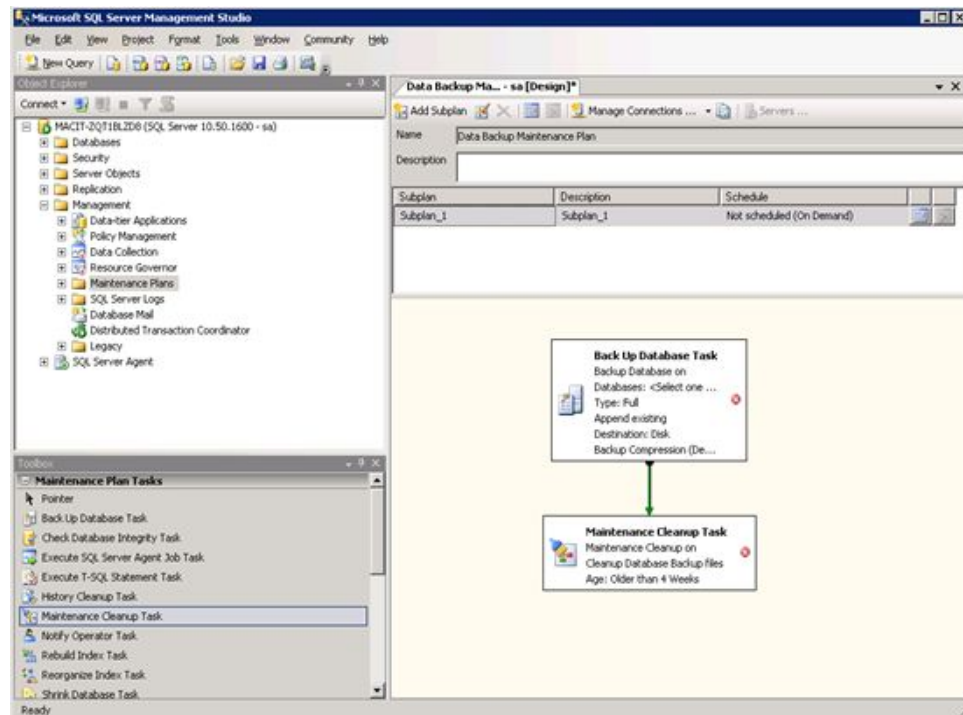 Microsoft SQL Server Management Studio
File Edit View Project Format Tools Window Community Help
New Query
Object Explorer
Connect
MACIT-ZQT1BLZD8 (SQL Server 10.50.1600 - sa)
Databases
Security
Server Objects
Replication
Management
Data-tier Applications
Policy Management
Data Collection
Resource Governor
Maintenance Plans
SQL Server Logs
Database Mail
Distributed Transaction Coordinator
Legacy
SQL Server Agent
Toolbox
Maintenance Plan Tasks
Pointer
Back Up Database Task
Check Database Integrity Task
Execute SQL Server Agent Job Task
Execute T-SQL Statement Task
History Cleanup Task
Maintenance Cleanup Task
Notify Operator Task
Rebuild Index Task
Reorganize Index Task
Shrink Database Task
Data Backup Ma... - sa [Design]*
Add Subplan Manage Connections ... Servers ...
Name Data Backup Maintenance Plan
Description
Subplan Description Schedule
Subplan_1 Subplan_1 Not scheduled (On Demand)
Back Up Database Task
Backup Database on
Databases: <Select one ...
Type: Full
Append existing
Destination: Disk
Backup Compression (De...
Maintenance Cleanup Task
Maintenance Cleanup on
Cleanup Database Backup files
Age: Older than 4 Weeks
Ready